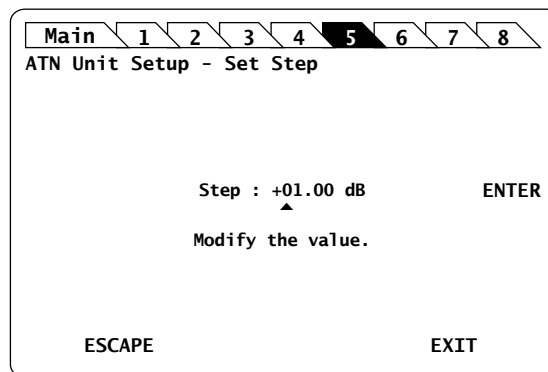 Main 1 2 3 4 5 6 7 8
ATN Unit Setup - Set Step
Step : +01.00 dB ENTER
Modify the value.
ESCAPE EXIT